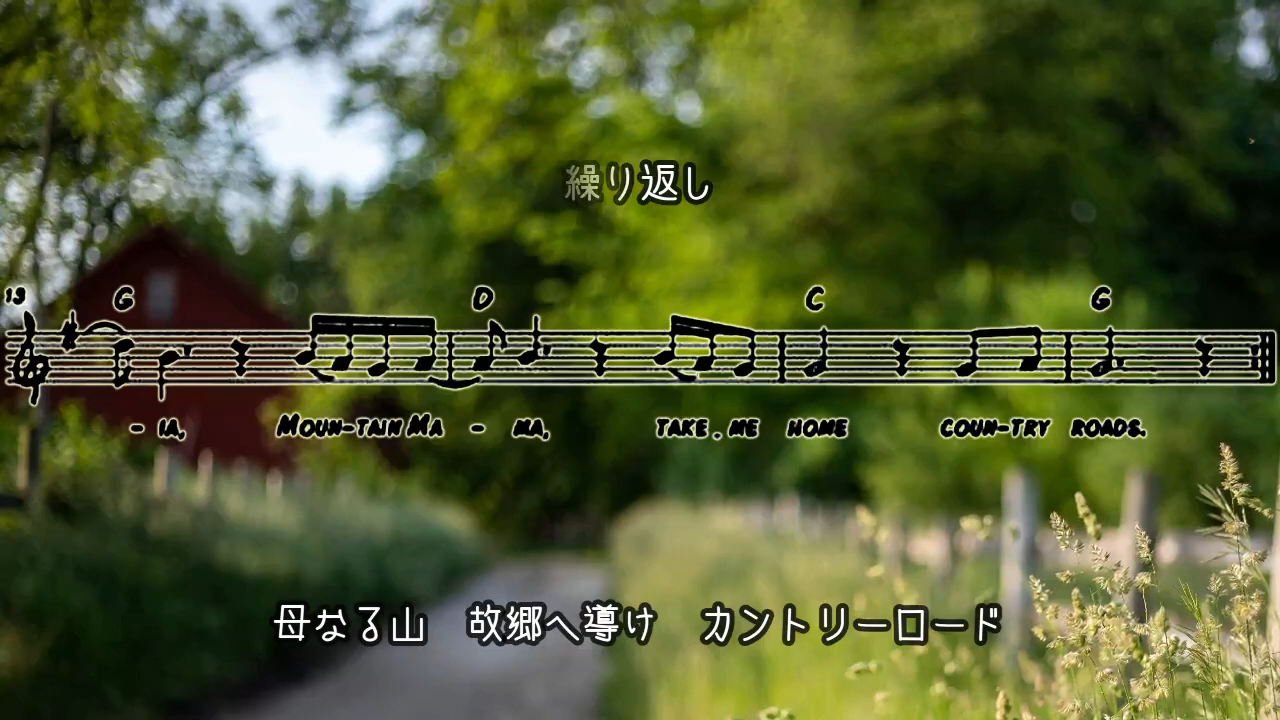 繰り返し
13 G D C G
- IA, MOUN-TAIN MA - MA, TAKE . ME HOME COUN-TRY ROADS.
母なる山 故郷へ導け カントリーロード